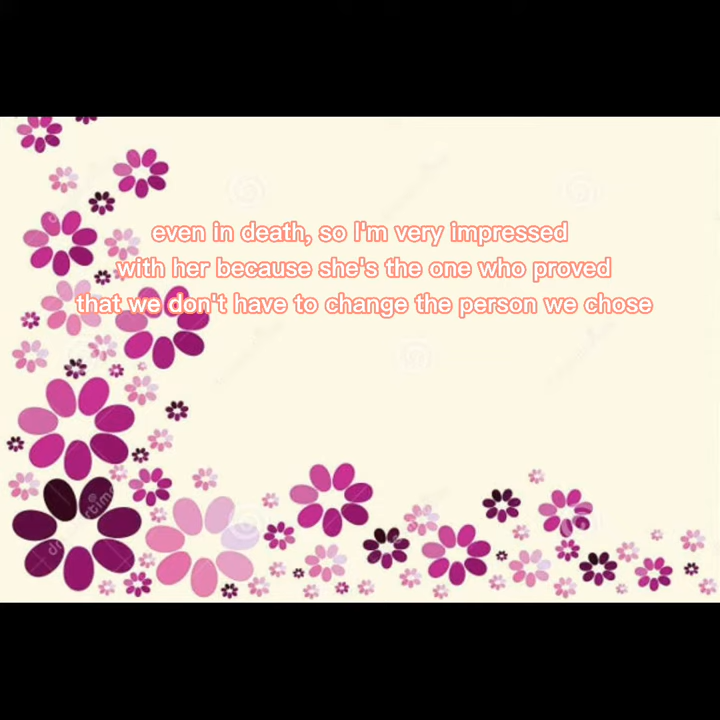 even in death, so I'm very impressed
with her because she's the one who proved
that we don't have to change the person we chose